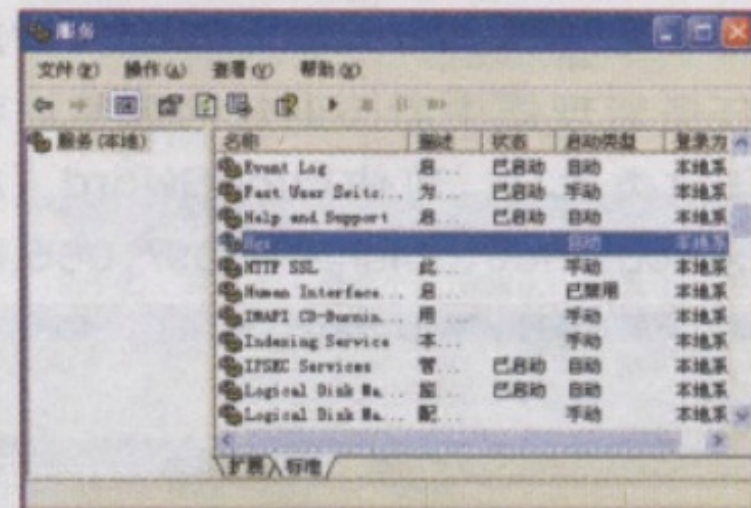 服务
文件(F) 操作(A) 查看(V) 帮助(H)
服务(本地)
名称 描述 状态 启动类型 登录为
Event Log 启... 已启动 自动 本地系
Fast User Switc... 为... 已启动 手动 本地系
Help and Support 启... 已启动 自动 本地系
自动 本地系
HTTP SSL 此... 手动 本地系
Human Interface... 启... 已禁用 本地系
IMAPI CD-Burnin... 用... 手动 本地系
Indexing Service 本... 手动 本地系
IPSEC Services 管... 已启动 自动 本地系
Logical Disk Ma... 监... 已启动 自动 本地系
Logical Disk Ma... 配... 手动 本地系
扩展 标准